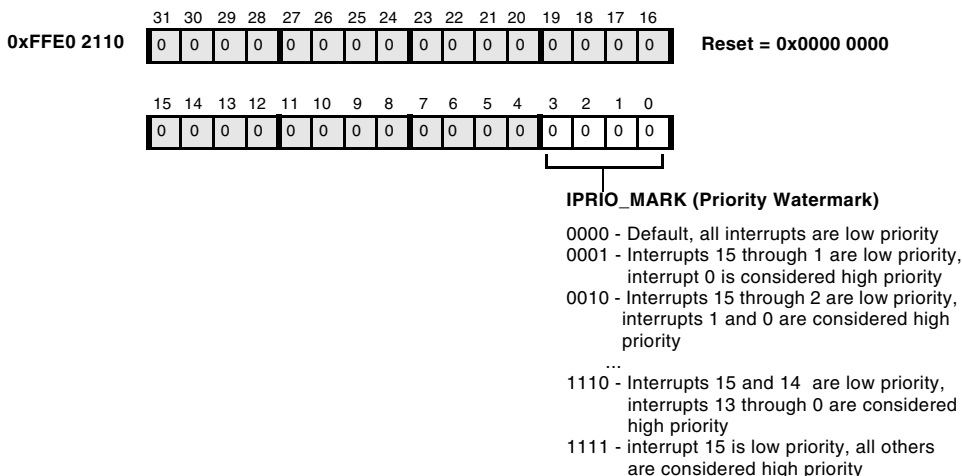 31 30 29 28 27 26 25 24 23 22 21 20 19 18 17 16
0xFFE0 2110 0 0 0 0 0 0 0 0 0 0 0 0 0 0 0 0 Reset = 0x0000 0000
15 14 13 12 11 10 9 8 7 6 5 4 3 2 1 0
0 0 0 0 0 0 0 0 0 0 0 0 0 0 0 0
IPRIO_MARK (Priority Watermark)
0000 - Default, all interrupts are low priority
0001 - Interrupts 15 through 1 are low priority,
interrupt 0 is considered high priority
0010 - Interrupts 15 through 2 are low priority,
interrupts 1 and 0 are considered high
priority
...
1110 - Interrupts 15 and 14 are low priority,
interrupts 13 through 0 are considered
high priority
1111 - interrupt 15 is low priority, all others
are considered high priority